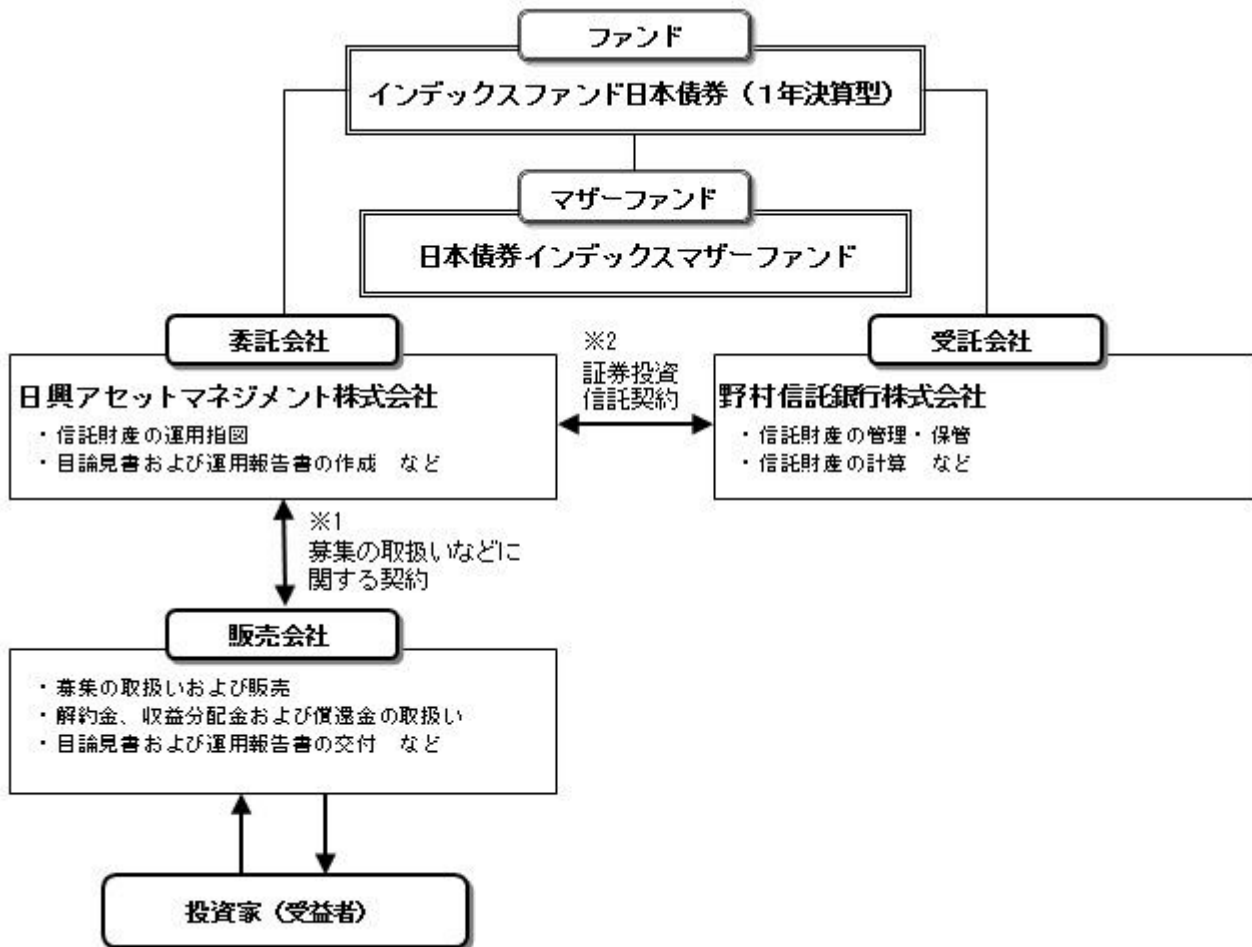 ファンド
インデックスファンド日本債券（１年決算型）
マザーファンド
日本債券インデックスマザーファンド
委託会社
日興アセットマネジメント株式会社
・信託財産の運用指図
・目論見書および運用報告書の作成　など
※2
証券投資
信託契約
受託会社
野村信託銀行株式会社
・信託財産の管理・保管
・信託財産の計算　など
※1
募集の取扱いなどに
関する契約
販売会社
・募集の取扱いおよび販売
・解約金、収益分配金および償還金の取扱い
・目論見書および運用報告書の交付　など
投資家（受益者）